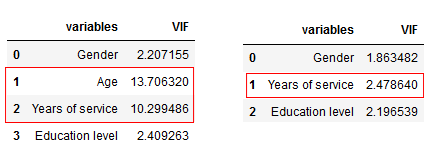 variables VIF
0 Gender 2.207155
1 Age 13.706320
2 Years of service 10.299486
3 Education level 2.409263
variables VIF
0 Gender 1.863482
1 Years of service 2.478640
2 Education level 2.196539